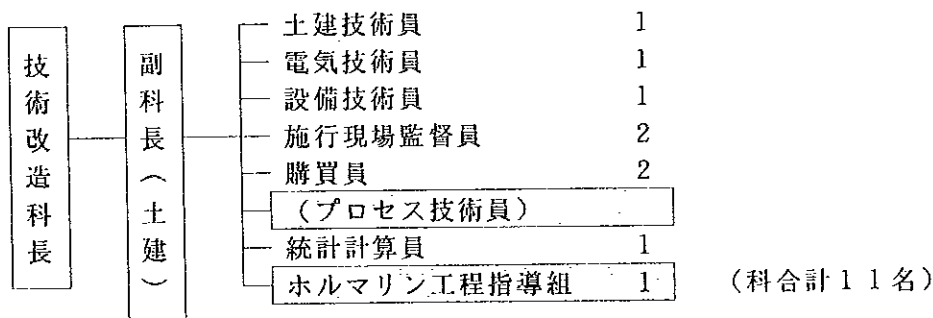 技術改造科長
副科長(土建)
土建技術員 1
電気技術員 1
設備技術員 1
施行現場監督員 2
購買員 2
(プロセス技術員)
統計計算員 1
ホルマリン工程指導組 1 (科合計11名)